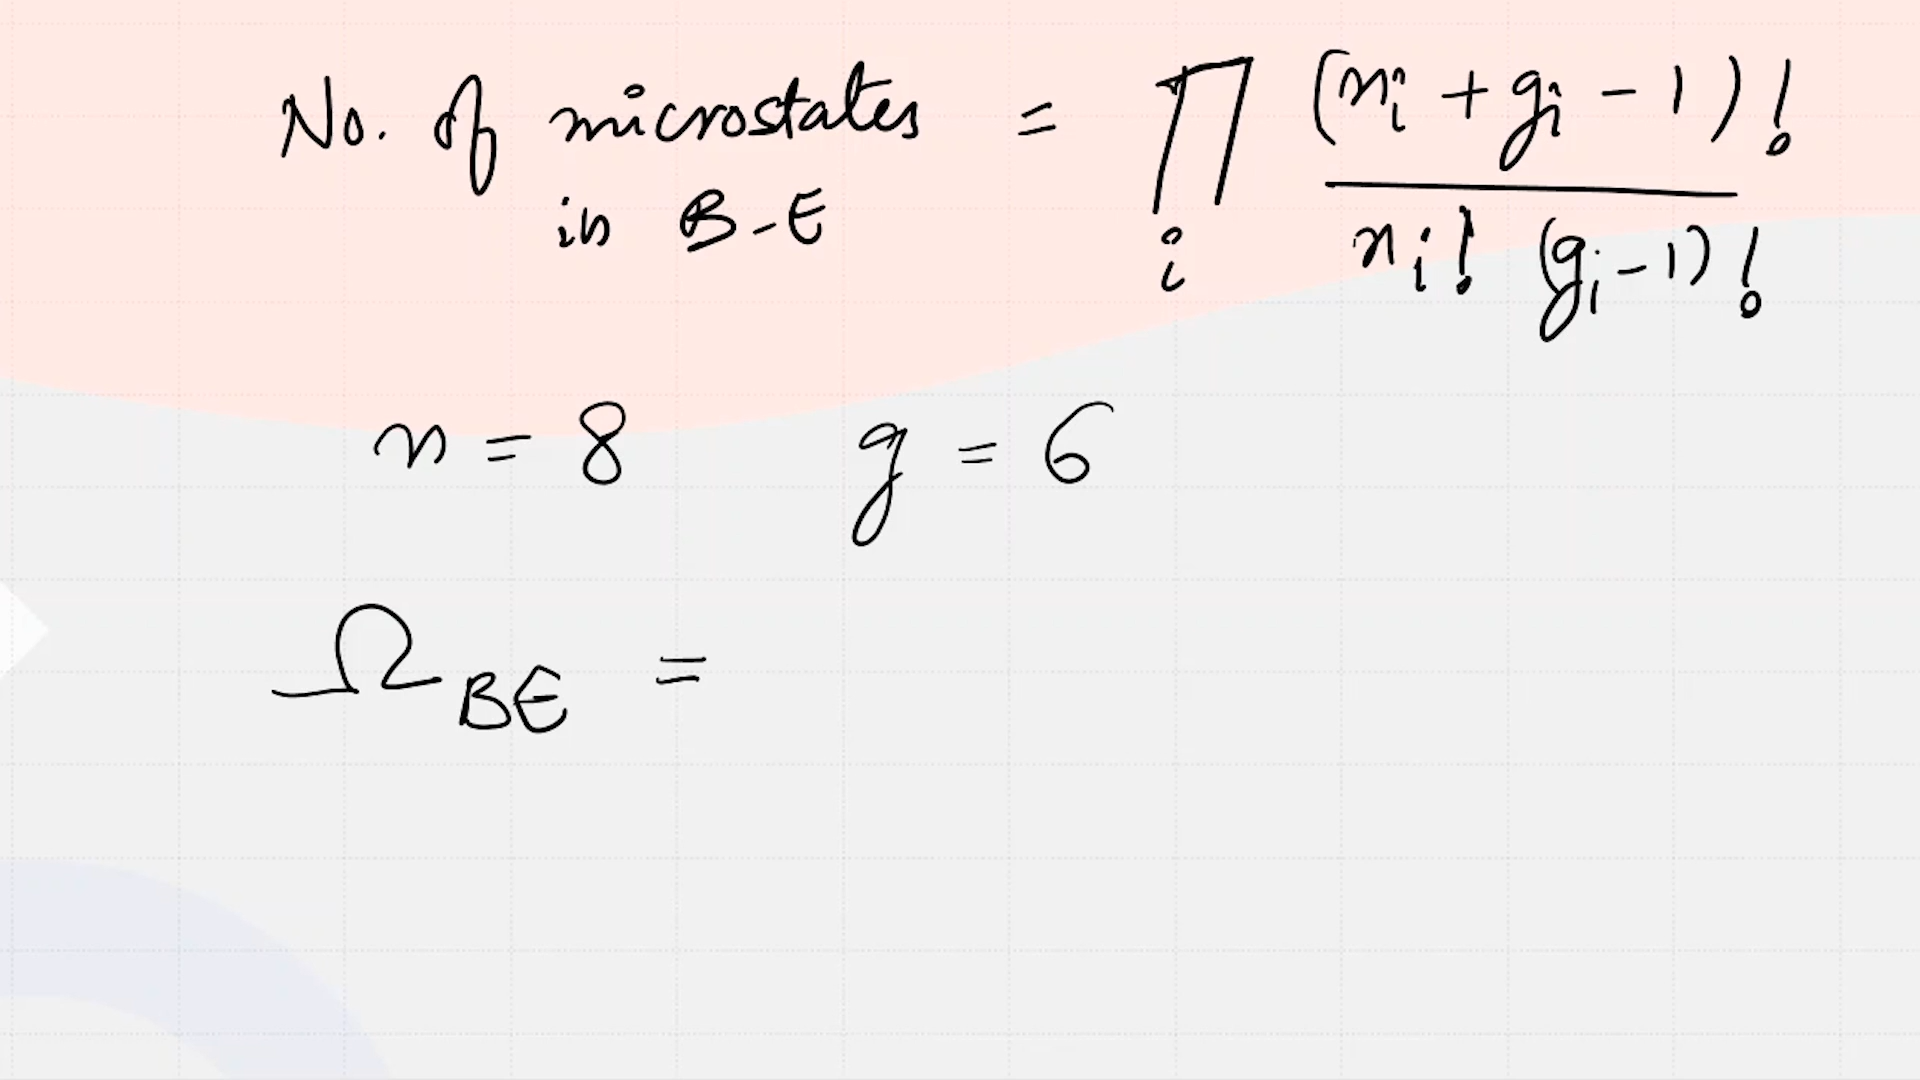 No. of microstates = ∏ᵢ (nᵢ + gᵢ - 1)! / nᵢ! (gᵢ-1)!
in B-E
n = 8 g = 6
Ω_BE =